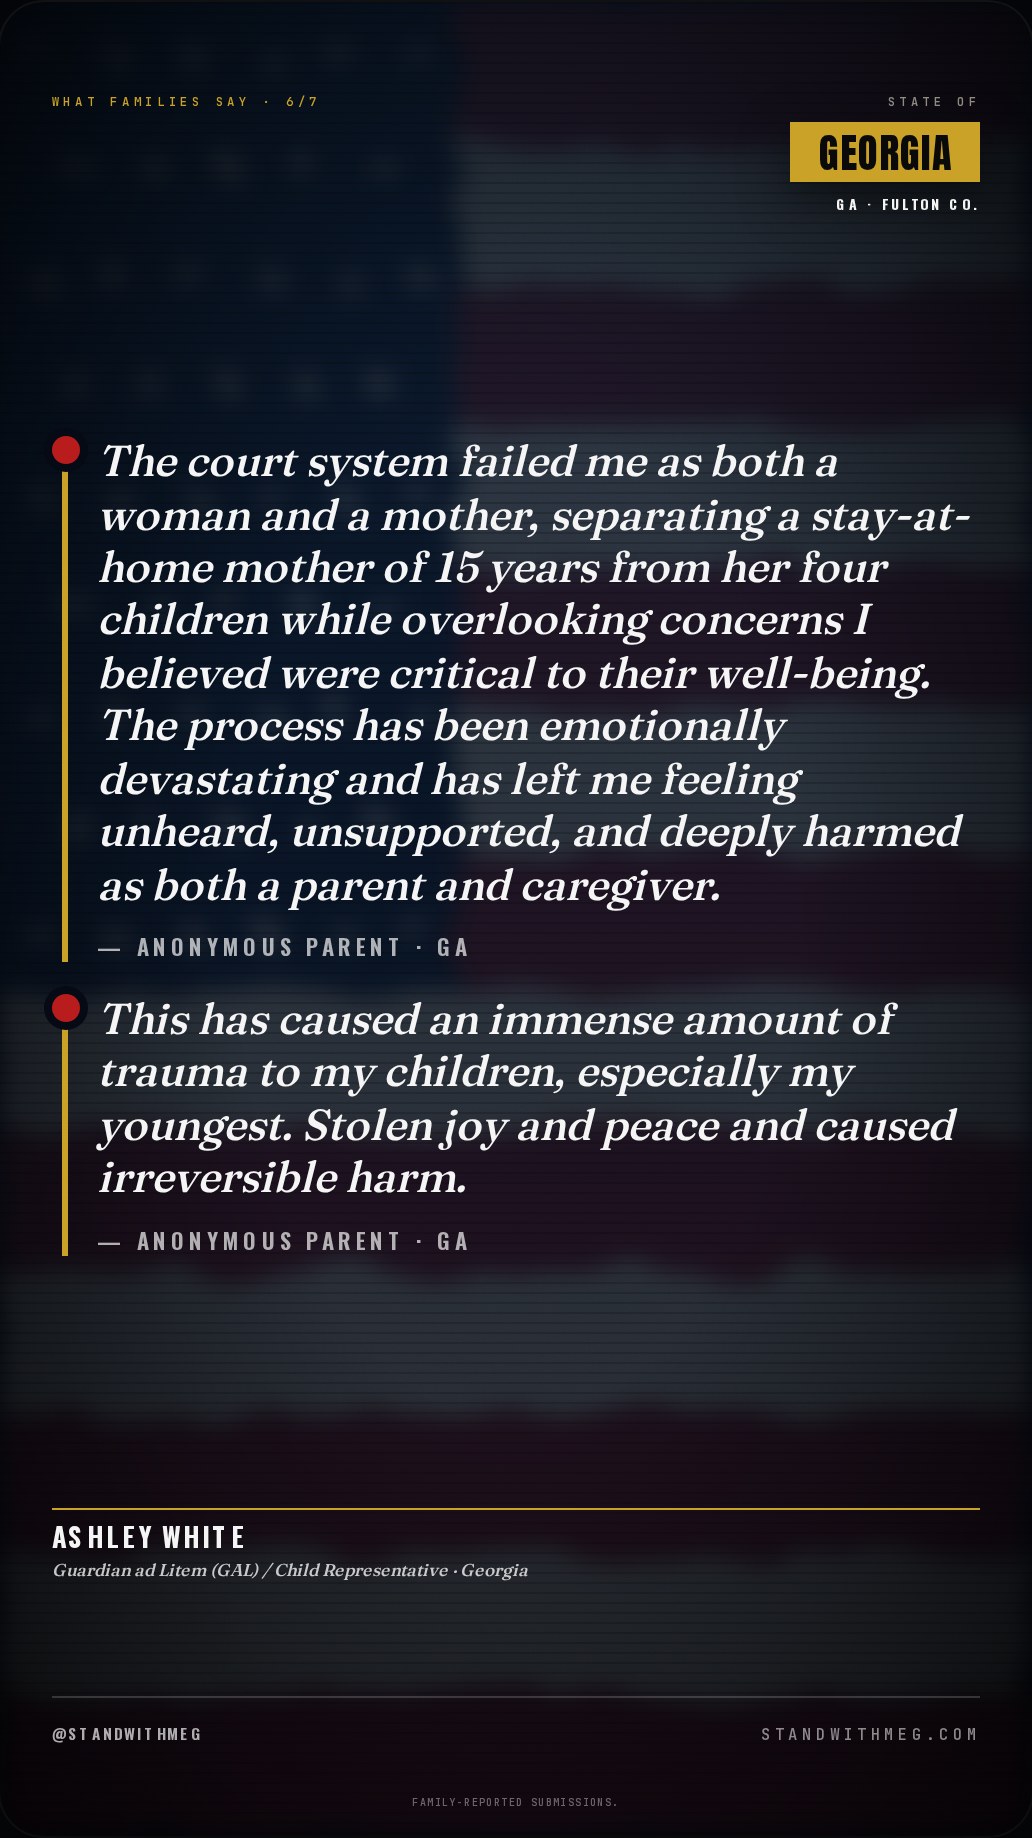 WHAT FAMILIES SAY · 6/7
STATE OF
GEORGIA
GA · FULTON CO.
The court system failed me as both a
woman and a mother, separating a stay-at-
home mother of 15 years from her four
children while overlooking concerns I
believed were critical to their well-being.
The process has been emotionally
devastating and has left me feeling
unheard, unsupported, and deeply harmed
as both a parent and caregiver.
— ANONYMOUS PARENT · GA
This has caused an immense amount of
trauma to my children, especially my
youngest. Stolen joy and peace and caused
irreversible harm.
— ANONYMOUS PARENT · GA
ASHLEY WHITE
Guardian ad Litem (GAL) / Child Representative · Georgia
@STANDWITHMEG
STANDWITHMEG.COM
FAMILY-REPORTED SUBMISSIONS.